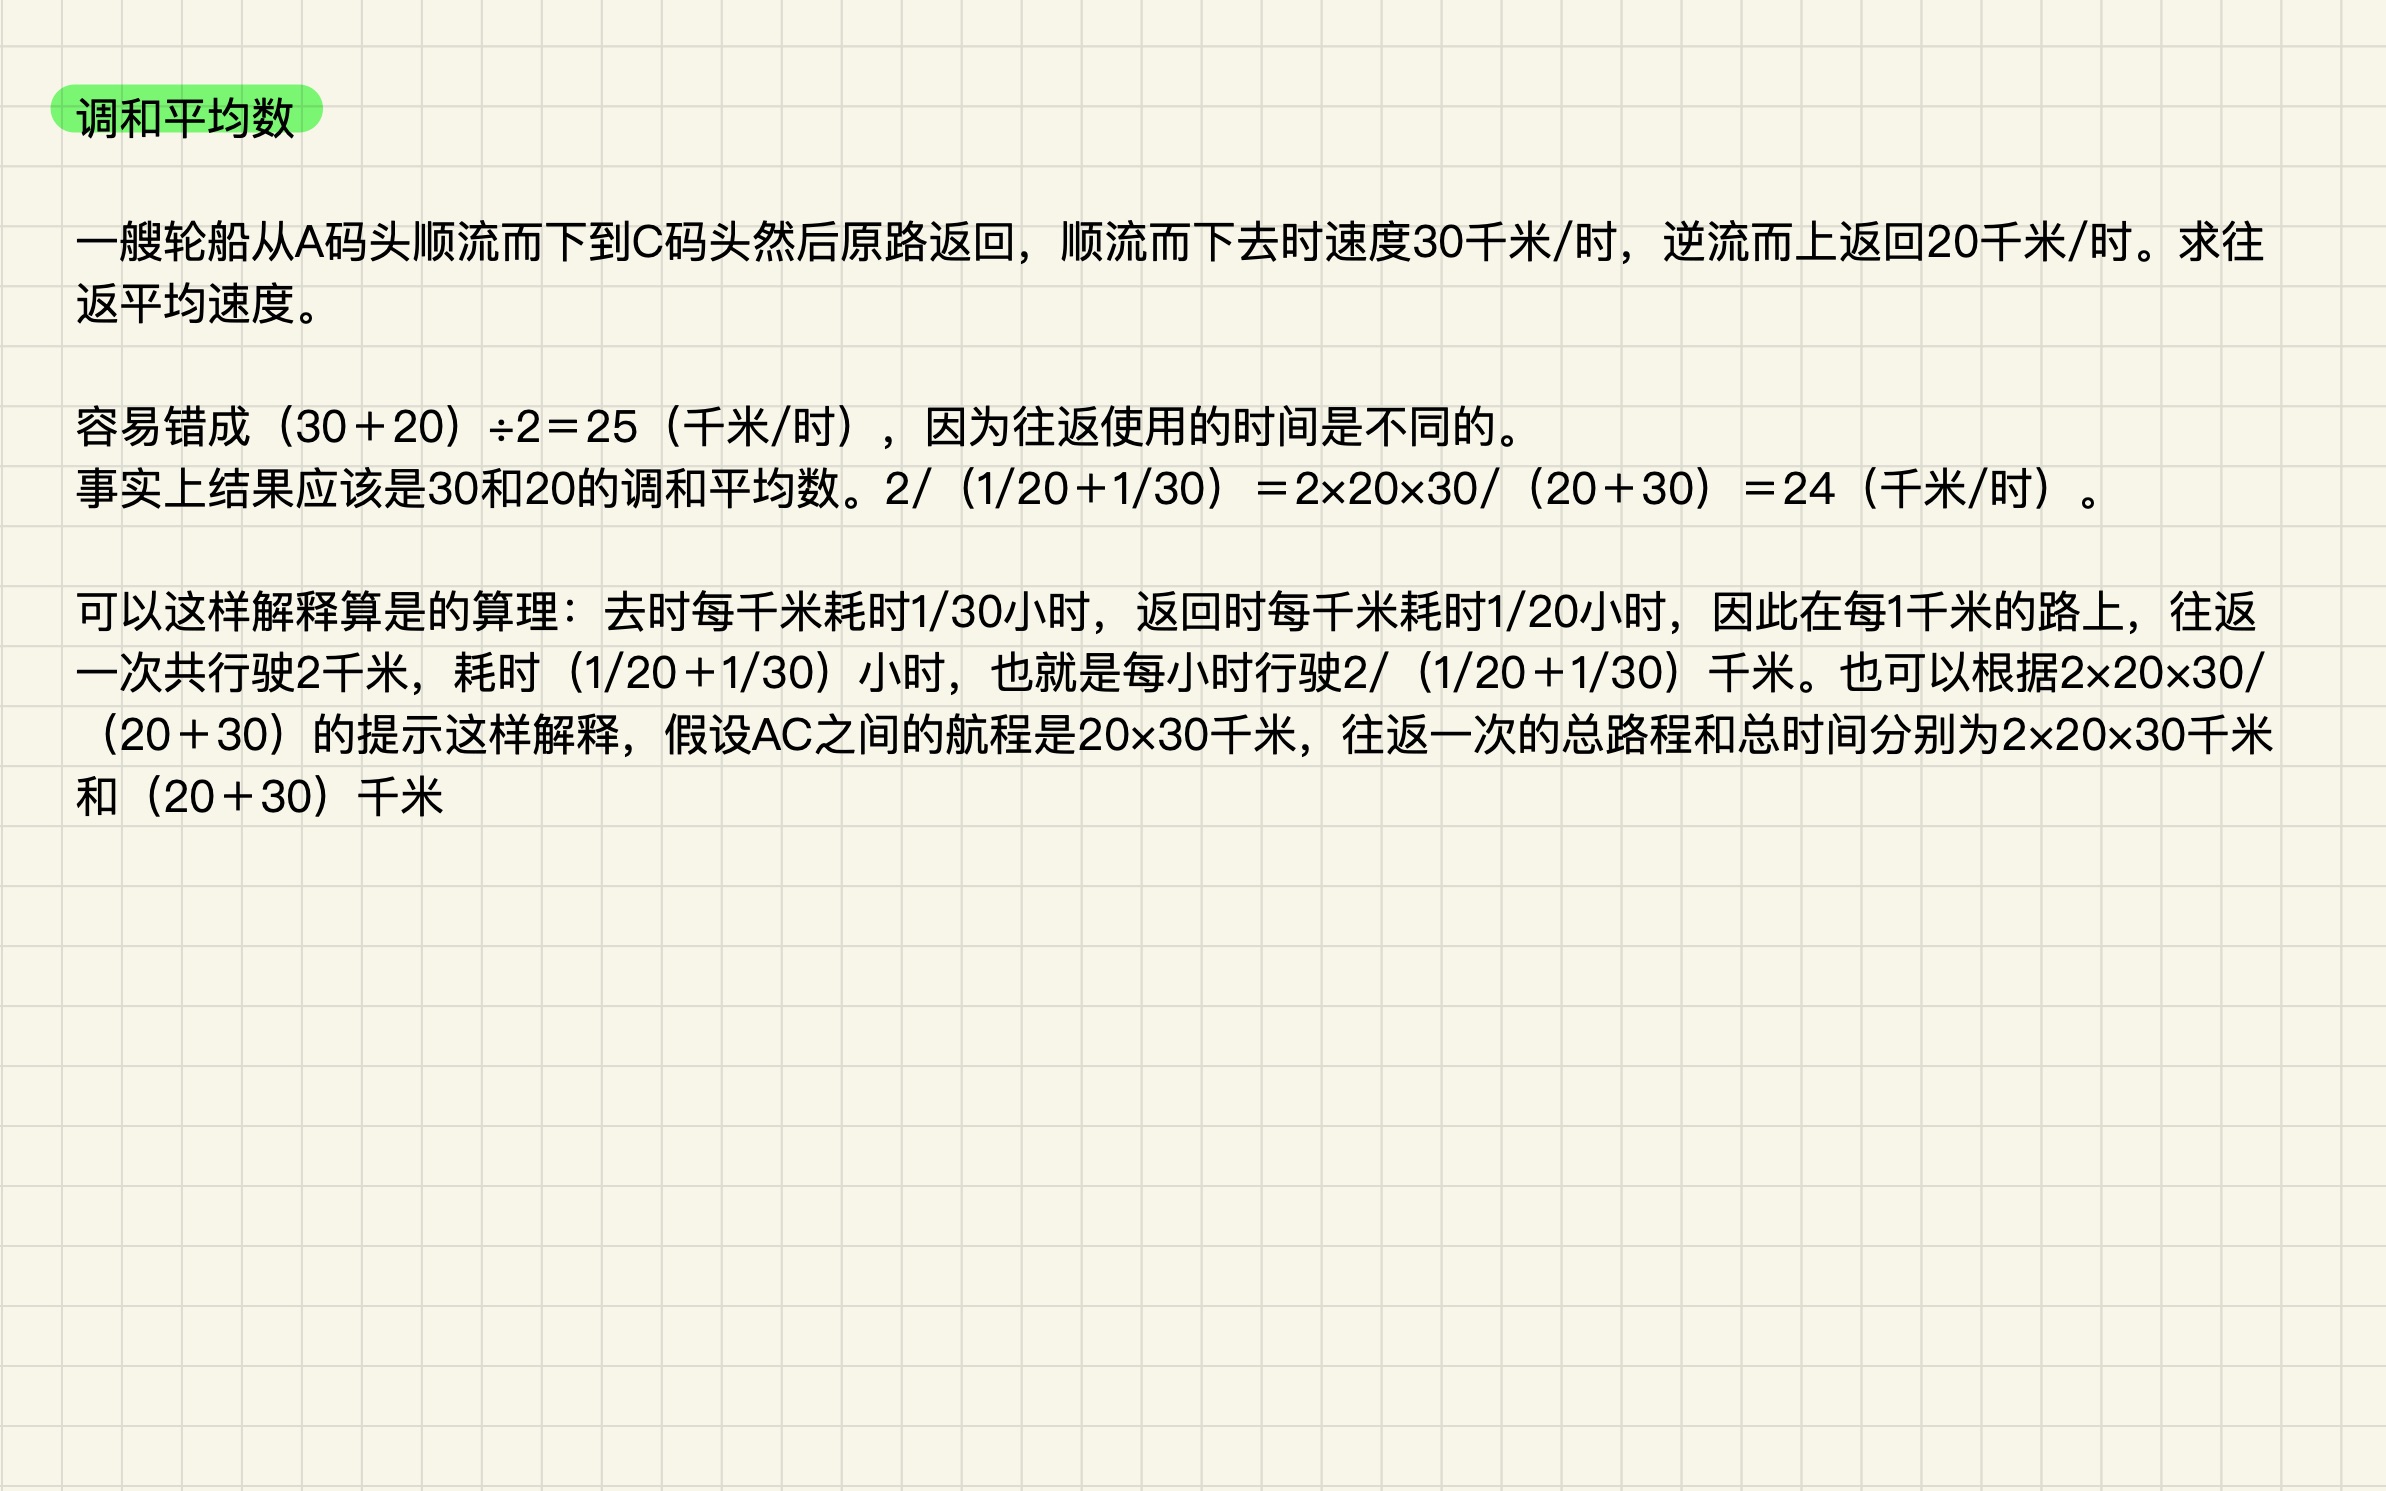 调和平均数
一艘轮船从A码头顺流而下到C码头然后原路返回，顺流而下去时速度30千米/时，逆流而上返回20千米/时。求往
返平均速度。
容易错成（30＋20）÷2＝25（千米/时），因为往返使用的时间是不同的。
事实上结果应该是30和20的调和平均数。2/（1/20＋1/30）＝2×20×30/（20＋30）＝24（千米/时）。
可以这样解释算是的算理：去时每千米耗时1/30小时，返回时每千米耗时1/20小时，因此在每1千米的路上，往返
一次共行驶2千米，耗时（1/20＋1/30）小时，也就是每小时行驶2/（1/20＋1/30）千米。也可以根据2×20×30/
（20＋30）的提示这样解释，假设AC之间的航程是20×30千米，往返一次的总路程和总时间分别为2×20×30千米
和（20＋30）千米